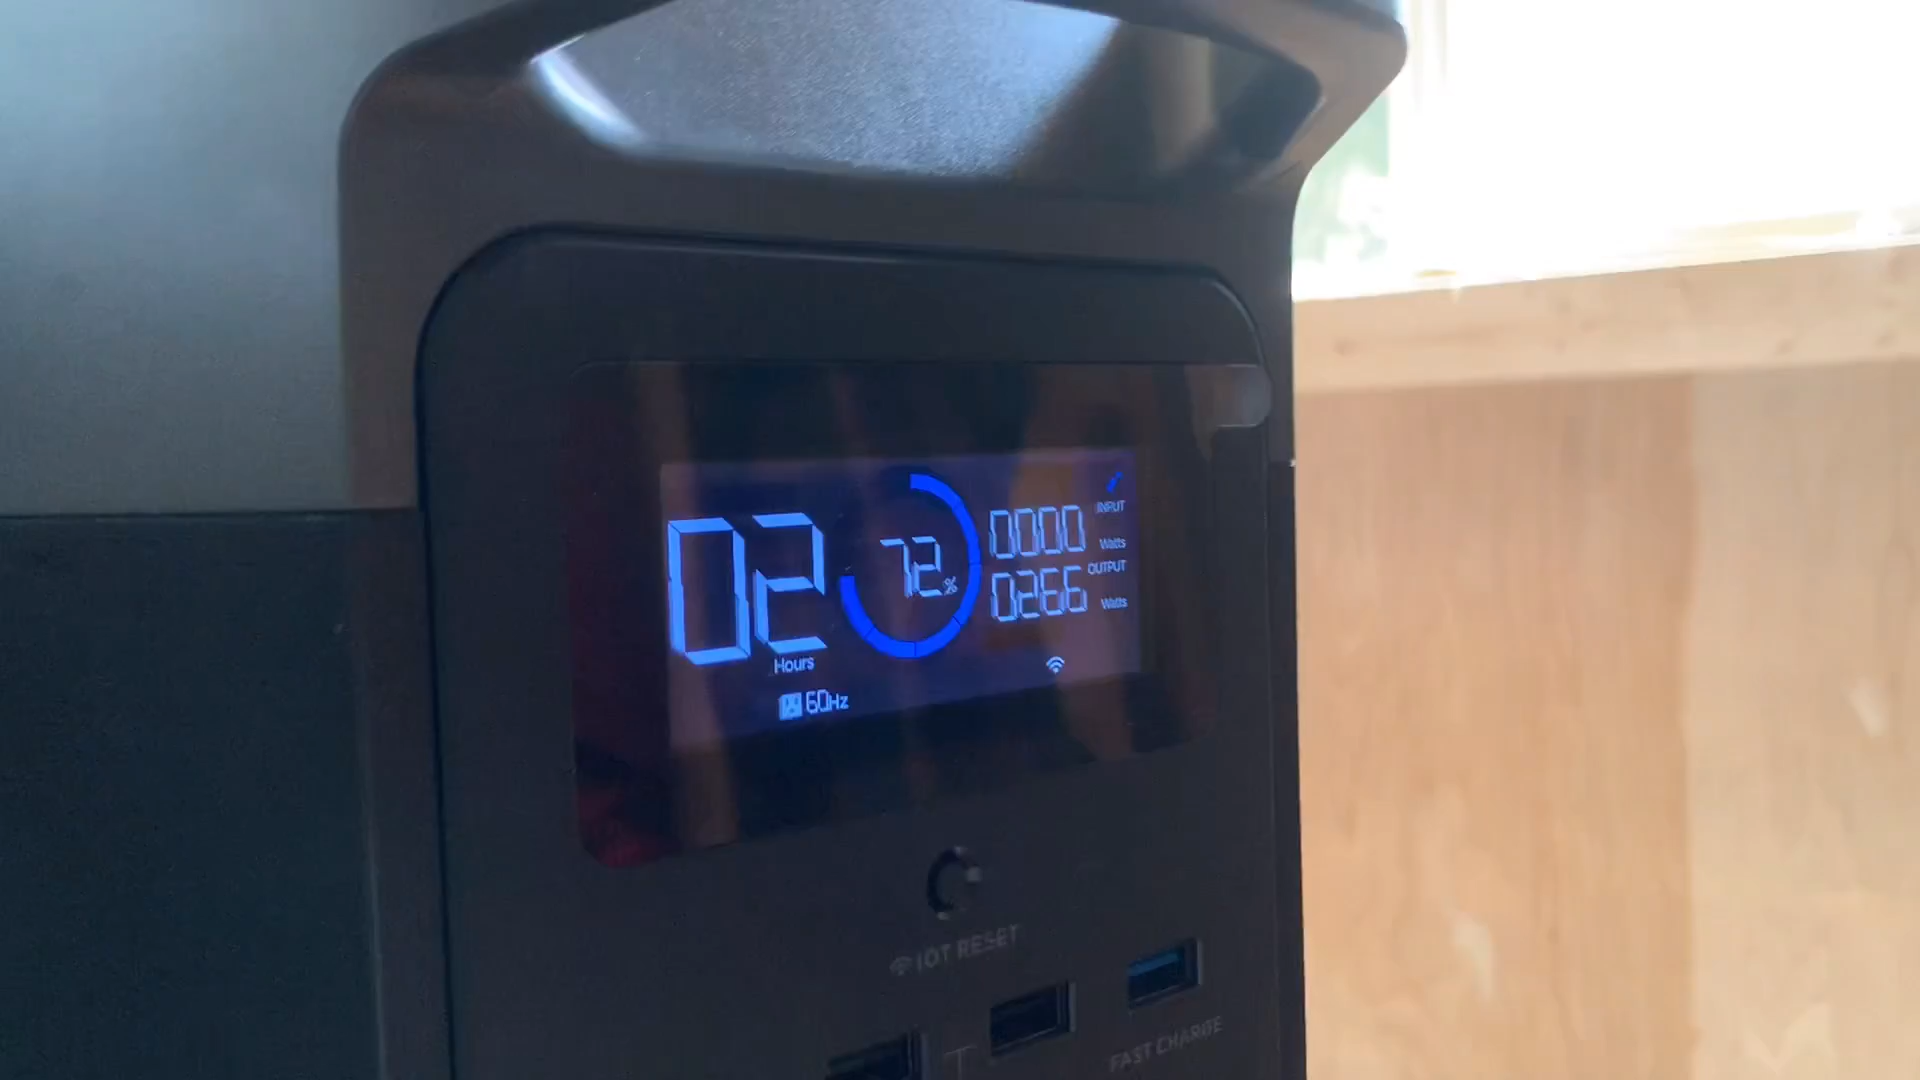 02
Hours
60Hz
72%
0000
INPUT
Watts
0266
OUTPUT
Watts
IOT RESET
FAST CHARGE